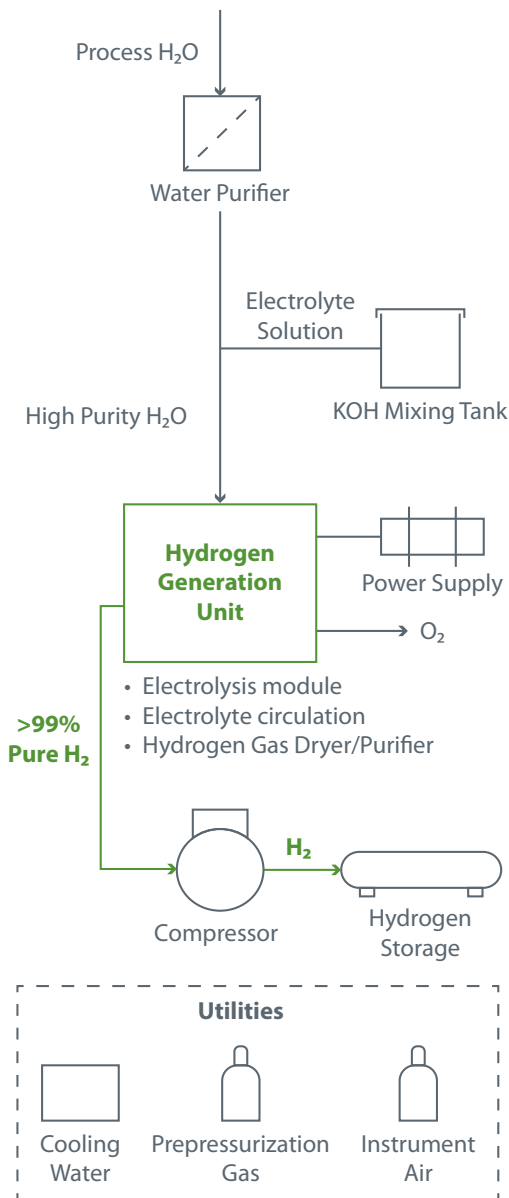 Process H₂O
Water Purifier
Electrolyte
Solution
KOH Mixing Tank
High Purity H₂O
Hydrogen
Generation
Unit
Power Supply
O₂
• Electrolysis module
• Electrolyte circulation
• Hydrogen Gas Dryer/Purifier
>99%
Pure H₂
H₂
Compressor
Hydrogen
Storage
Utilities
Cooling
Water
Prepressurization
Gas
Instrument
Air